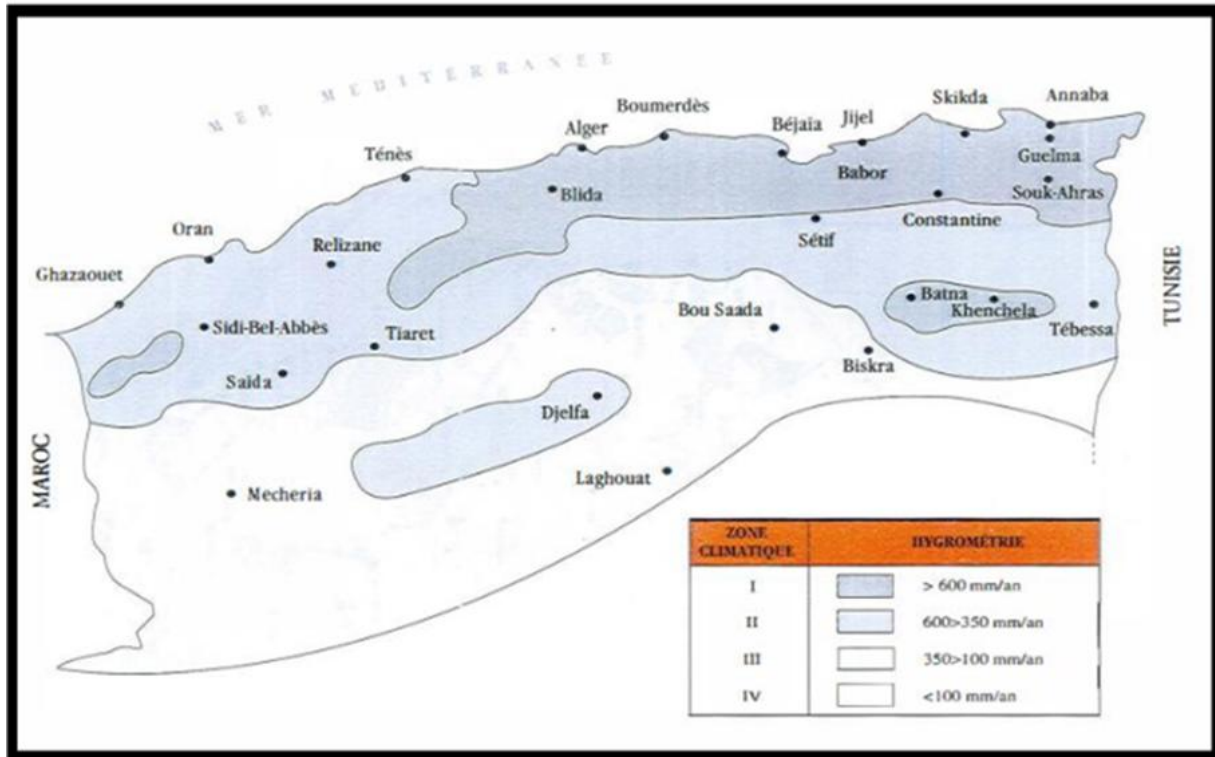 MER MEDITERRANÉE
Skikda
Annaba
Boumerdès
Jijel
Alger
Béjaia
Guelma
Ténès
Babor
Blida
Souk-Ahras
Constantine
Oran
Sétif
Relizane
Ghazaouet
TUNISIE
Batna
Khenchela
Bou Saada
Sidi-Bel-Abbès
Tiaret
Tébessa
Biskra
Saïda
Djelfa
MAROC
Laghouat
Mecheria
ZONE CLIMATIQUE
HYGROMÉTRIE
I
> 600 mm/an
II
600>350 mm/an
III
350>100 mm/an
IV
<100 mm/an